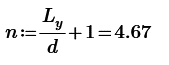 n := L_y / d + 1 = 4.67